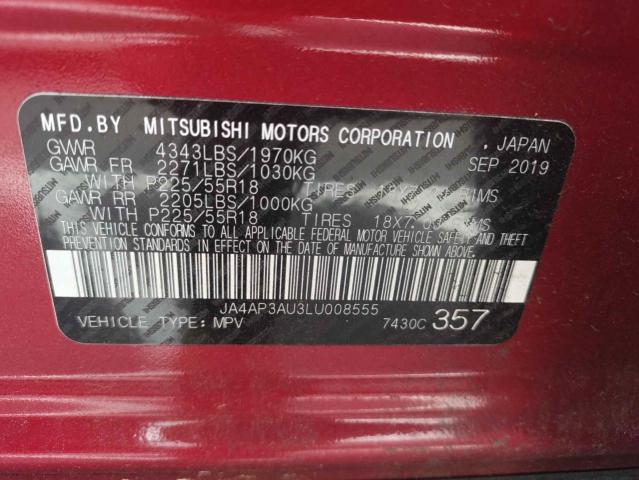 MFD.BY MITSUBISHI MOTORS CORPORATION , JAPAN
GVWR 4343LBS/1970KG SEP 2019
GAWR FR 2271LBS/1030KG
WITH P225/55R18 TIRES RIMS
GAWR RR 2205LBS/1000KG
WITH P225/55R18 TIRES 18X7.
THIS VEHICLE CONFORMS TO ALL APPLICABLE FEDERAL MOTOR VEHICLE SAFETY AND THEFT
PREVENTION STANDARDS IN EFFECT ON THE DATE OF MANUFACTURE SHOWN ABOVE.
JA4AP3AU3LU008555
VEHICLE TYPE: MPV 7430C 357